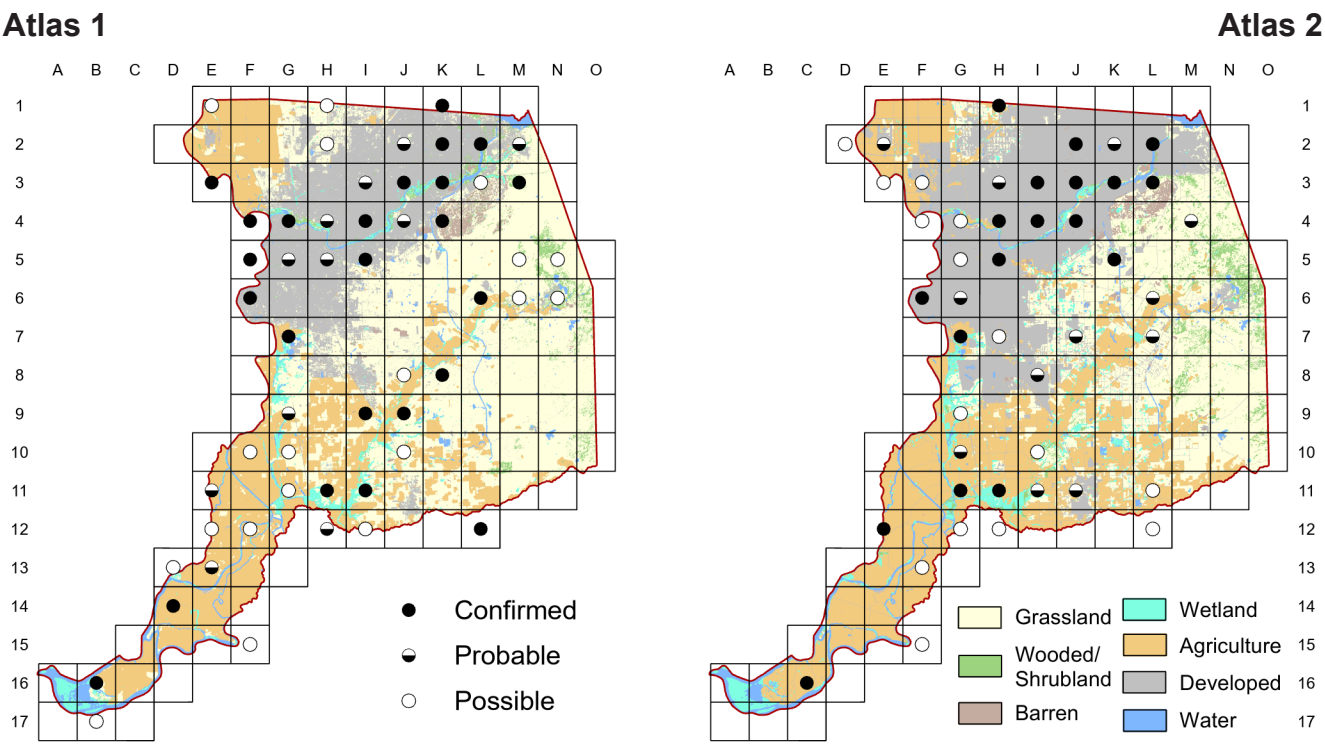 Atlas 1
Atlas 2
A B C D E F G H I J K L M N O
A B C D E F G H I J K L M N O
1
2
3
4
5
6
7
8
9
10
11
12
13
14
15
16
17
Confirmed
Probable
Possible
1
2
3
4
5
6
7
8
9
10
11
12
13
14
15
16
17
Grassland
Wooded/
Shrubland
Barren
Wetland
Agriculture
Developed
Water